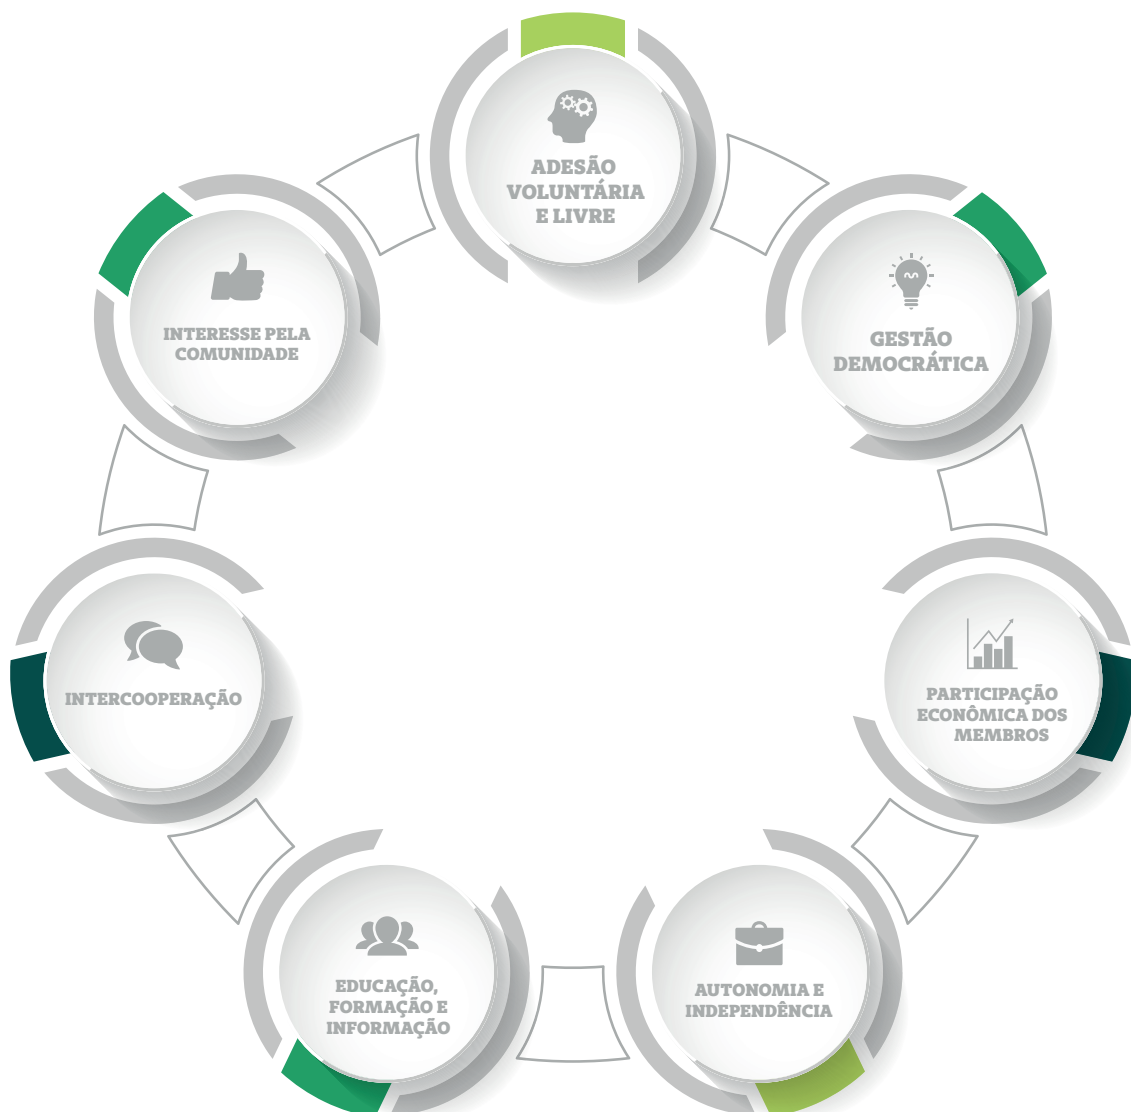 ADESÃO
VOLUNTÁRIA
E LIVRE
GESTÃO
DEMOCRÁTICA
PARTICIPAÇÃO
ECONÔMICA DOS
MEMBROS
AUTONOMIA E
INDEPENDÊNCIA
EDUCAÇÃO,
FORMAÇÃO E
INFORMAÇÃO
INTERCOOPERAÇÃO
INTERESSE PELA
COMUNIDADE